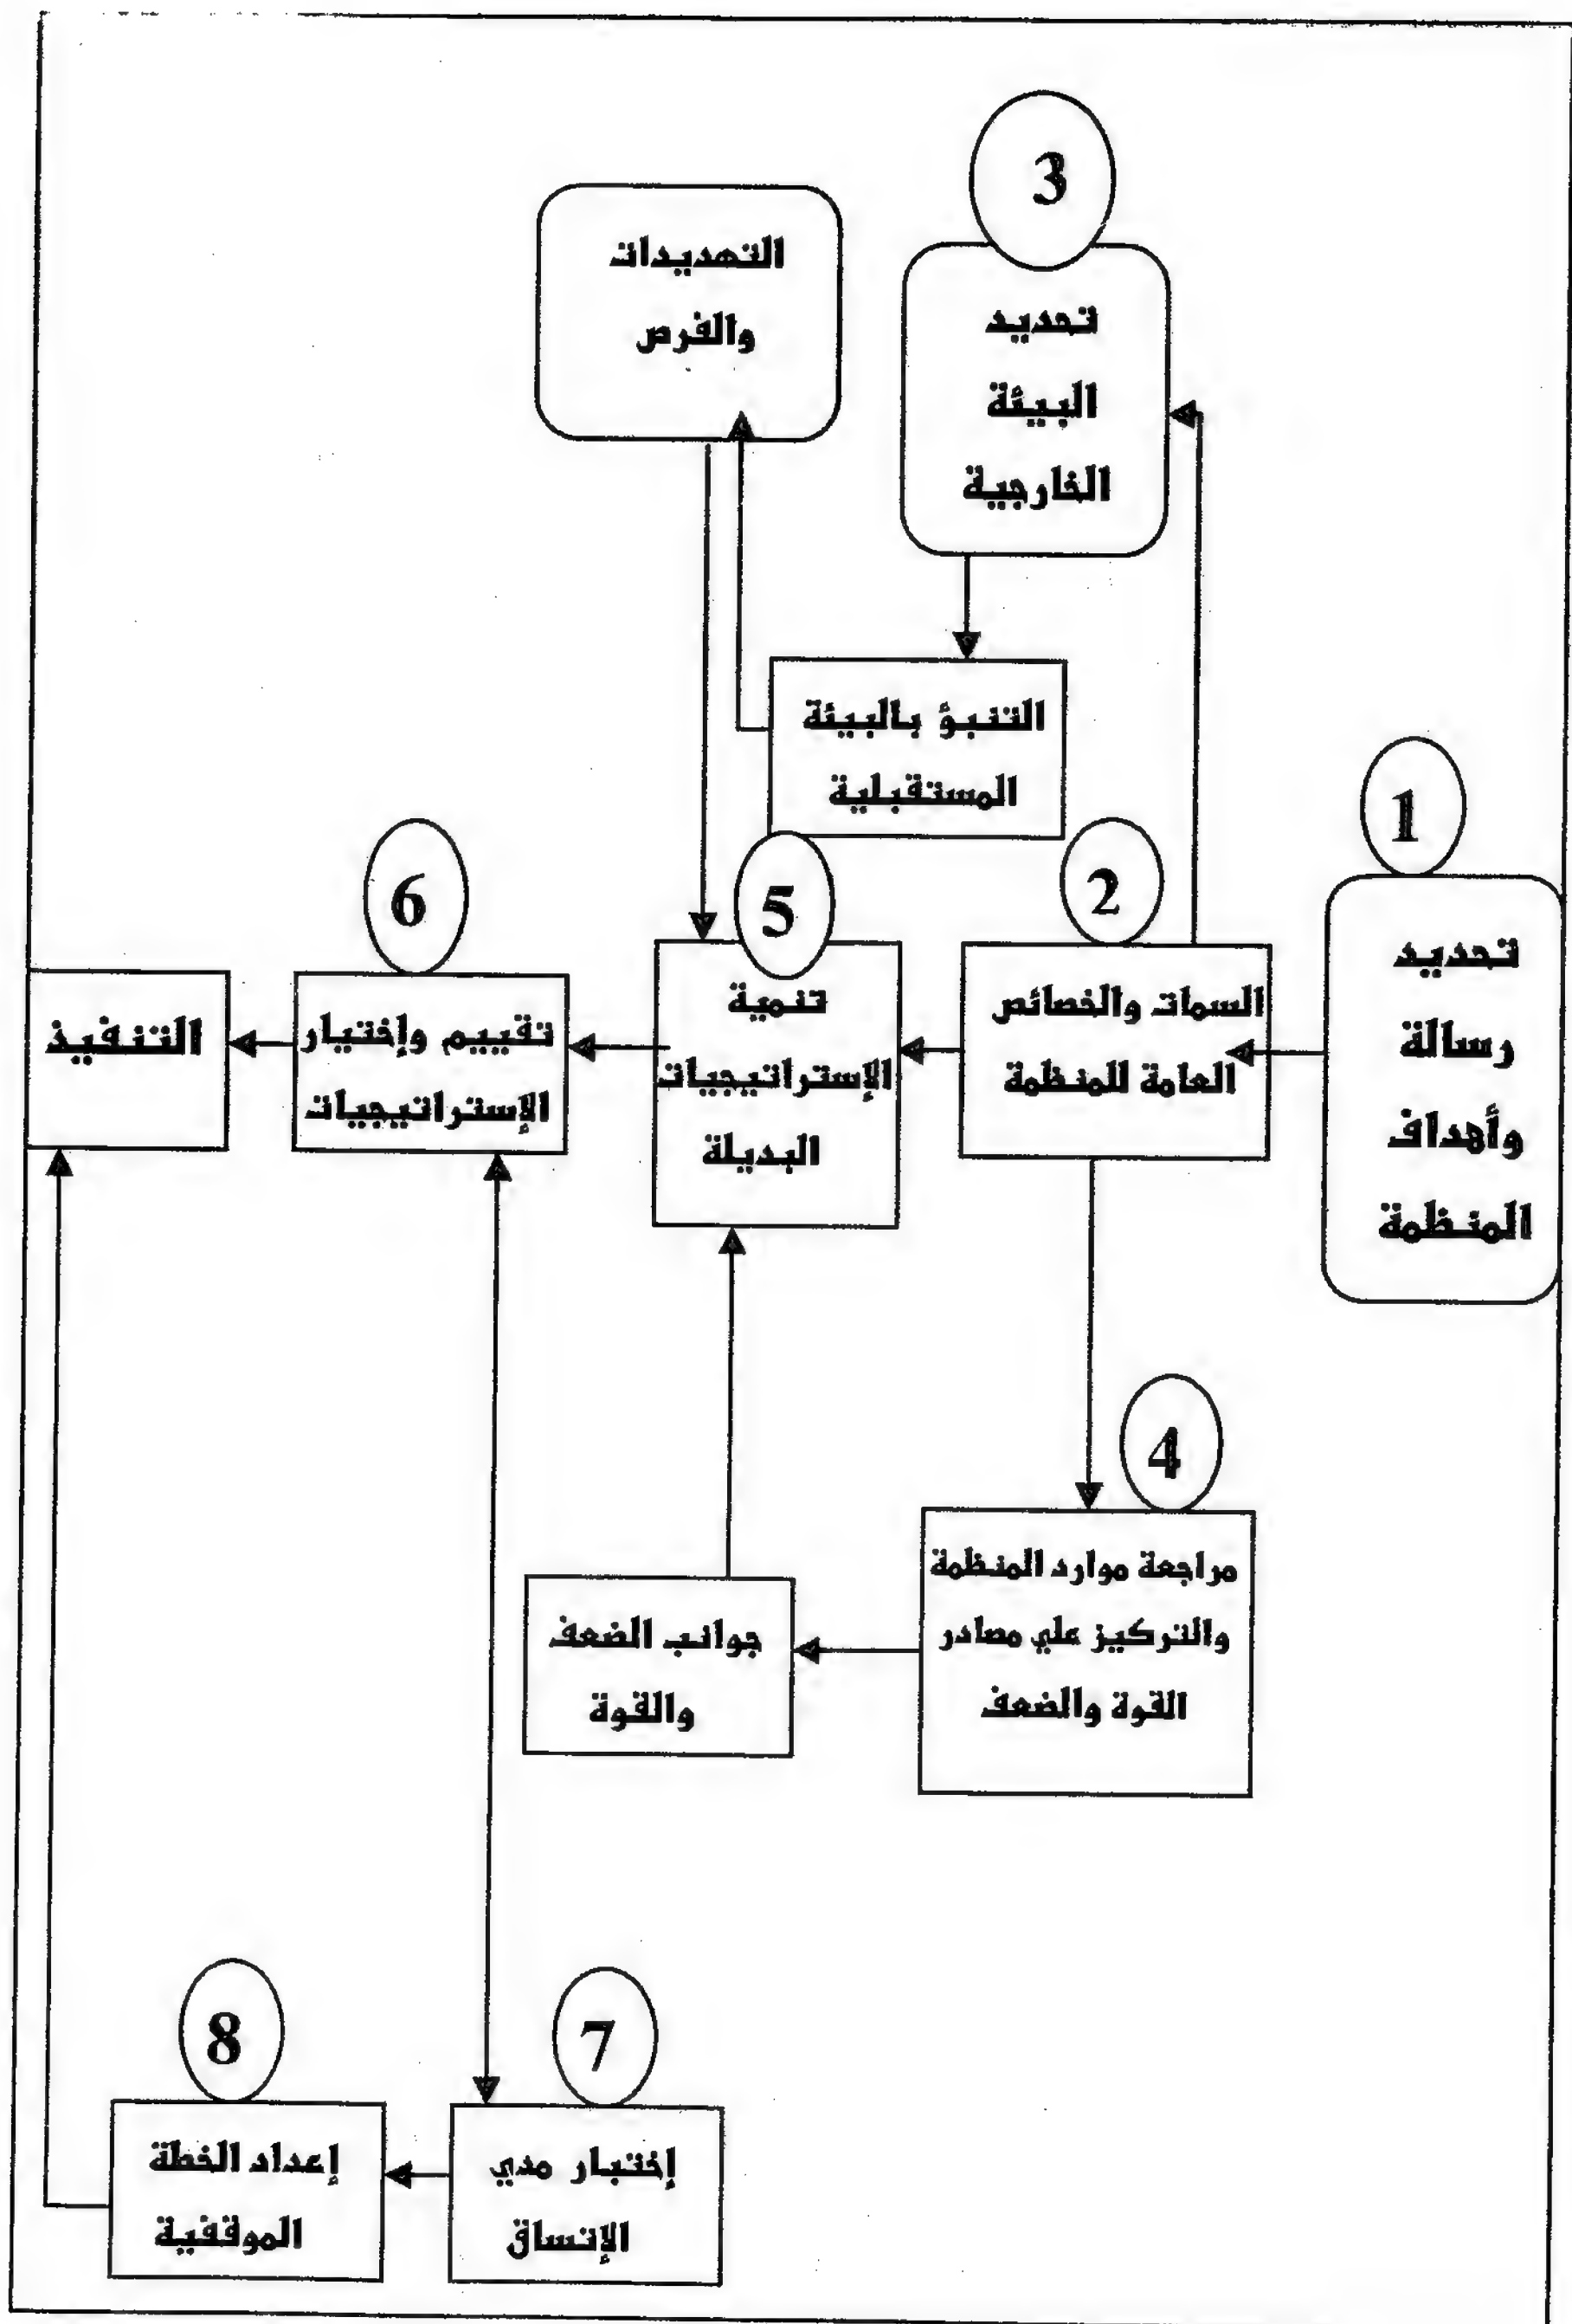 3
تحديد
البيئة
الخارجية
التهديدات
والفرص
التنبؤ بالبيئة
المستقبلية
1
تحديد
رسالة
وأهداف
المنظمة
2
السمات والخصائص
العامة للمنظمة
5
تنمية
الإستراتيجيات
البديلة
6
تقييم وإختيار
الإستراتيجيات
التنفيذ
4
مراجعة موارد المنظمة
والتركيز علي مصادر
القوة والضعف
جوانب الضعف
والقوة
7
إختبار مدي
الإتساق
8
إعداد الخطة
الموقفية